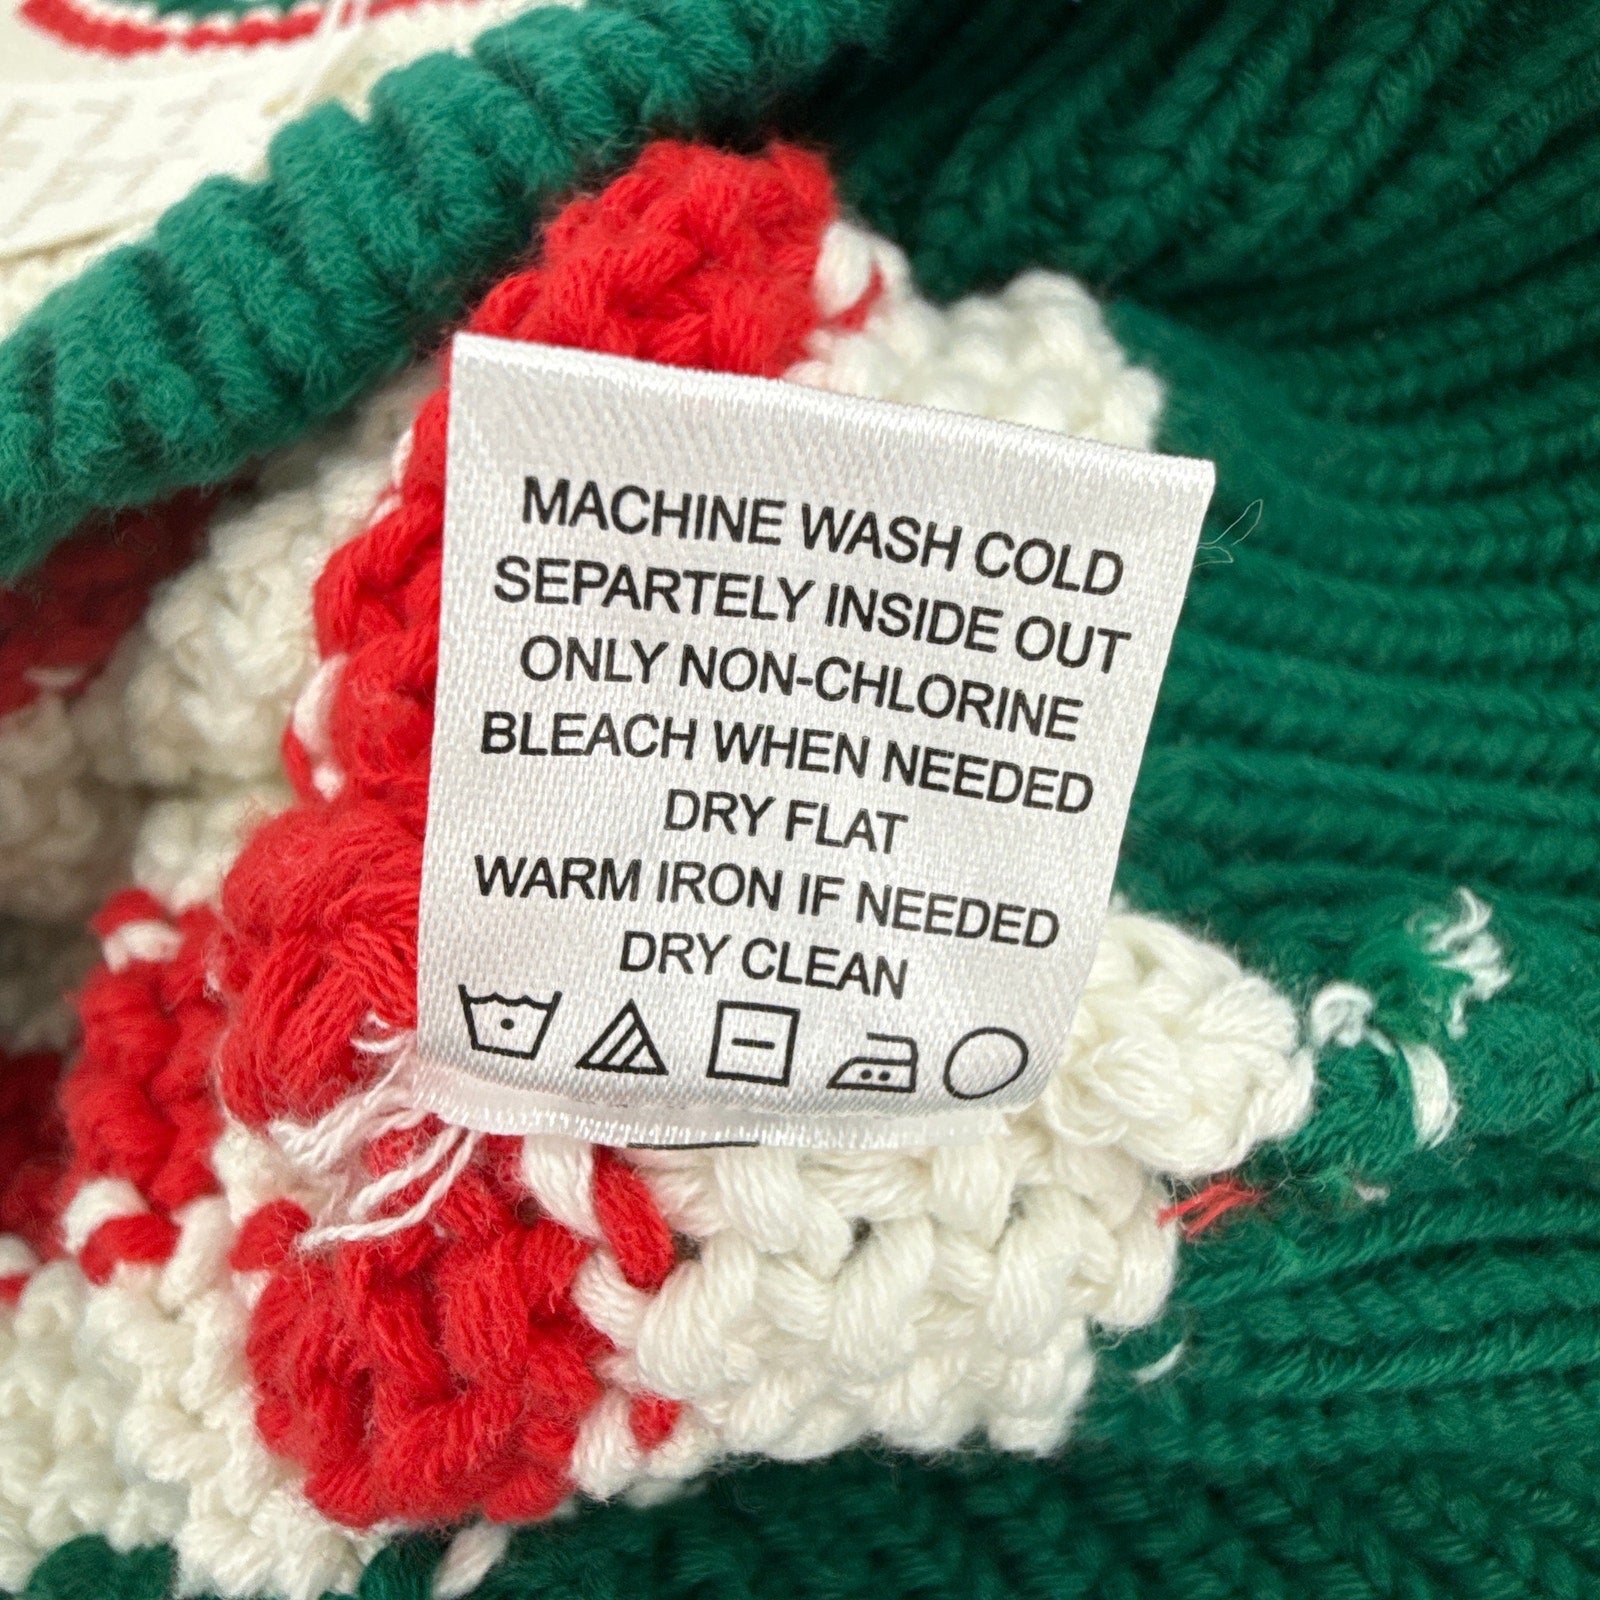 MACHINE WASH COLD
SEPARTELY INSIDE OUT
ONLY NON-CHLORINE
BLEACH WHEN NEEDED
DRY FLAT
WARM IRON IF NEEDED
DRY CLEAN